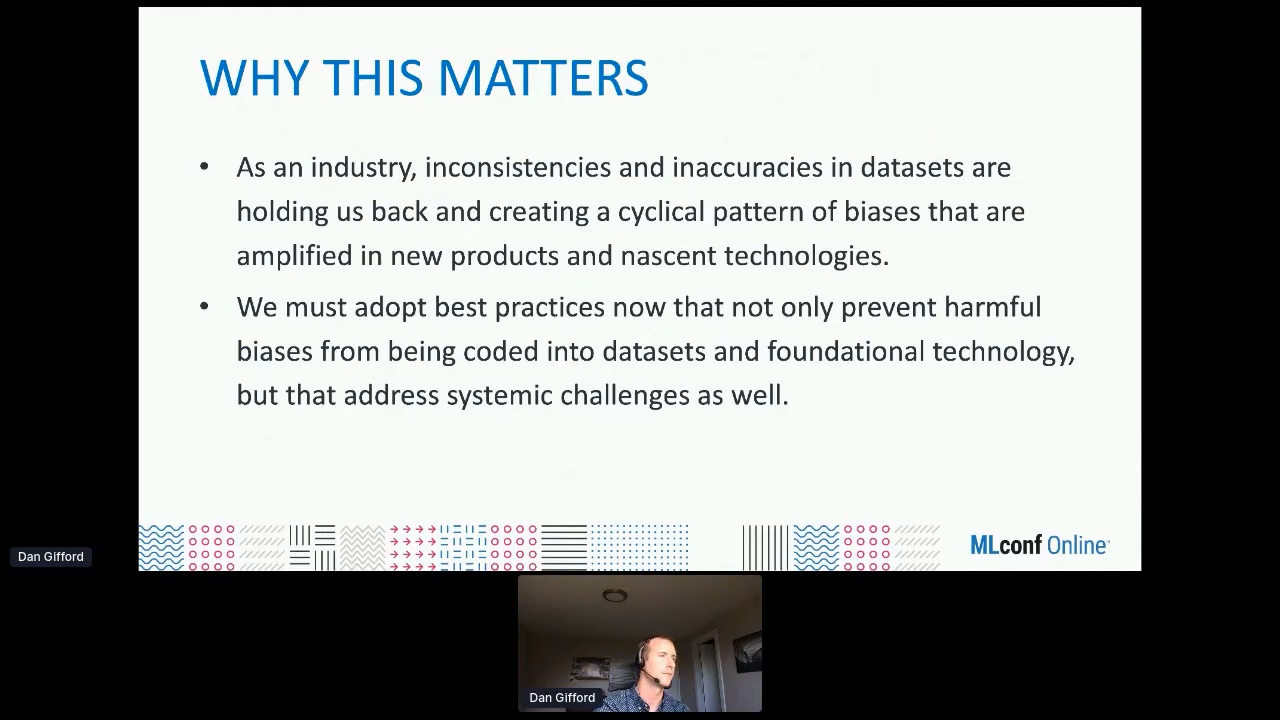 WHY THIS MATTERS
• As an industry, inconsistencies and inaccuracies in datasets are
holding us back and creating a cyclical pattern of biases that are
amplified in new products and nascent technologies.
• We must adopt best practices now that not only prevent harmful
biases from being coded into datasets and foundational technology,
but that address systemic challenges as well.
MLconf Online
Dan Gifford
Dan Gifford